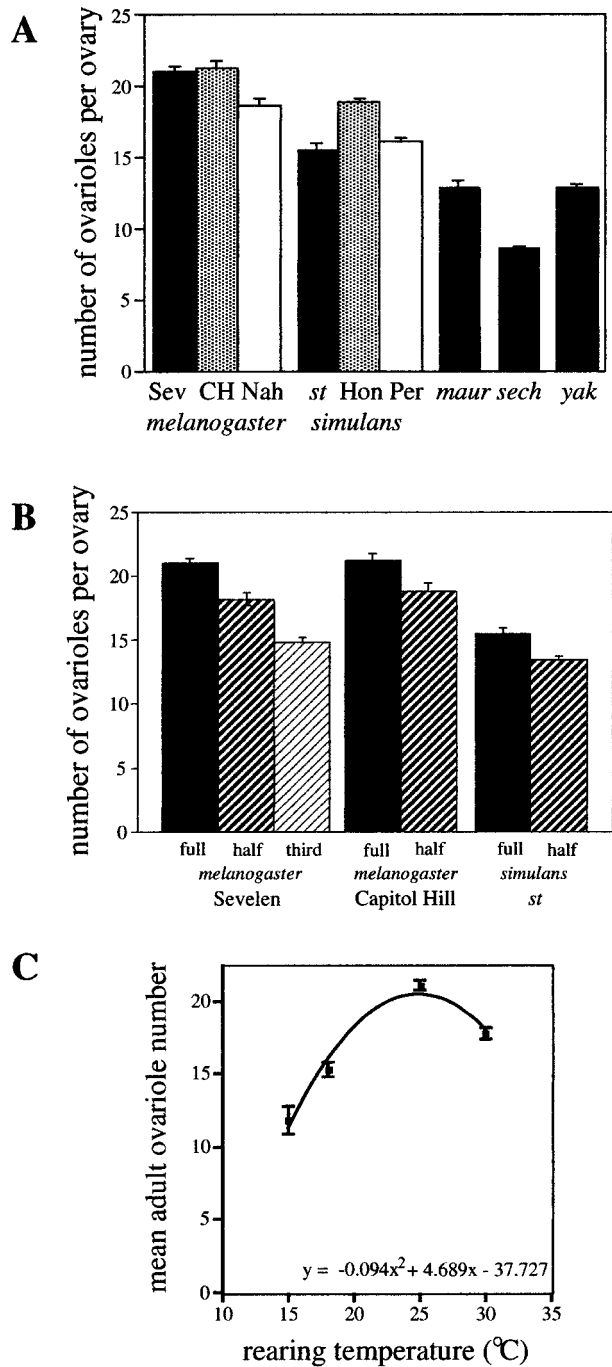 A
number of ovarioles per ovary
25
20
15
10
5
0
Sev CH Nah st Hon Per maur sech yak
melanogaster simulans
B
number of ovarioles per ovary
25
20
15
10
5
0
full half third full half full half
melanogaster melanogaster simulans
Sevelen Capitol Hill st
C
mean adult ovariole number
20
15
10
5
0
y = -0.094x² + 4.689x - 37.727
10 15 20 25 30 35
rearing temperature (°C)